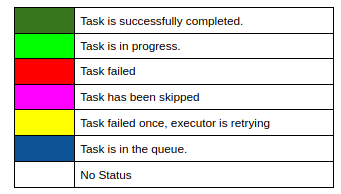 Task is successfully completed.
Task is in progress.
Task failed
Task has been skipped
Task failed once, executor is retrying
Task is in the queue.
No Status